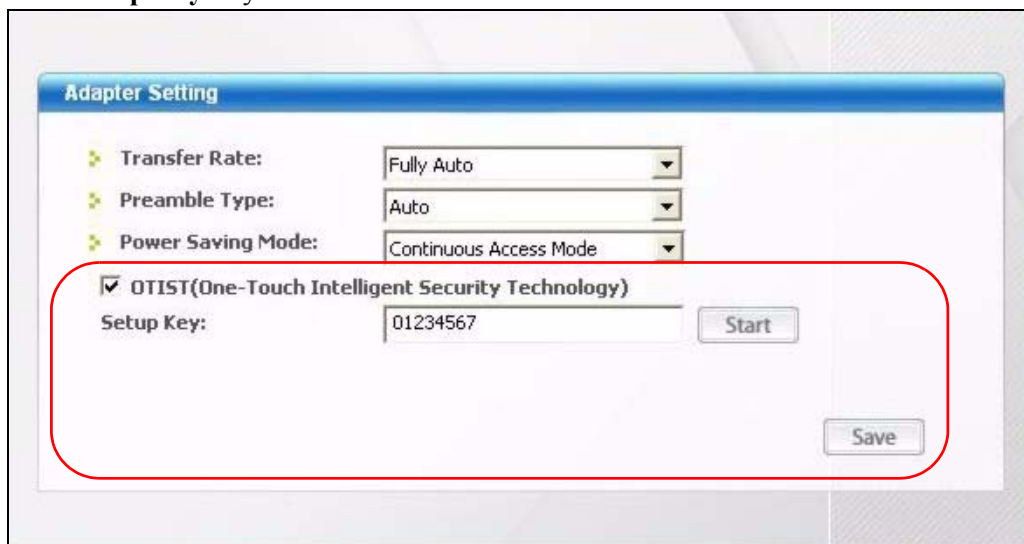 Adapter Setting
Transfer Rate: Fully Auto
Preamble Type: Auto
Power Saving Mode: Continuous Access Mode
OTIST(One-Touch Intelligent Security Technology)
Setup Key: 01234567 Start
Save